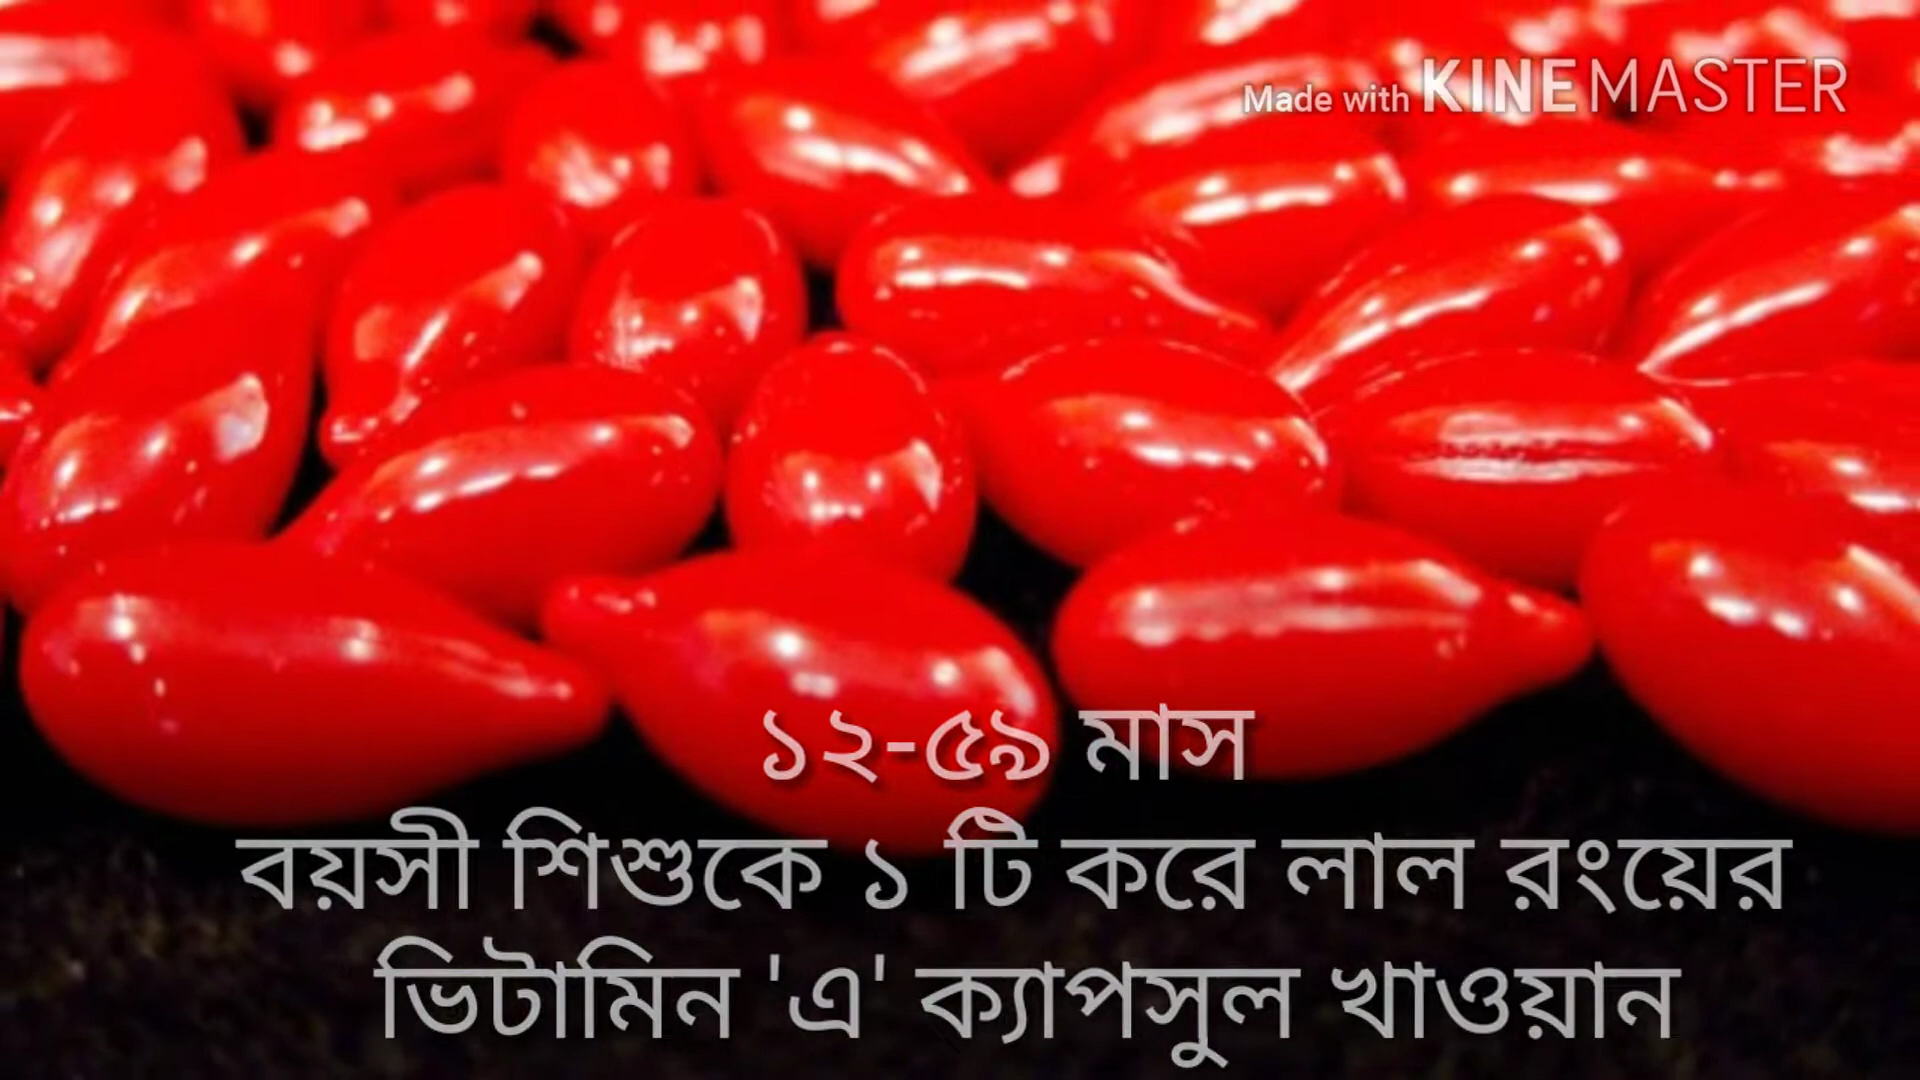 Made with KINEMASTER
১২-৫৯ মাস
বয়সী শিশুকে ১ টি করে লাল রংয়ের
ভিটামিন 'এ' ক্যাপসুল খাওয়ান